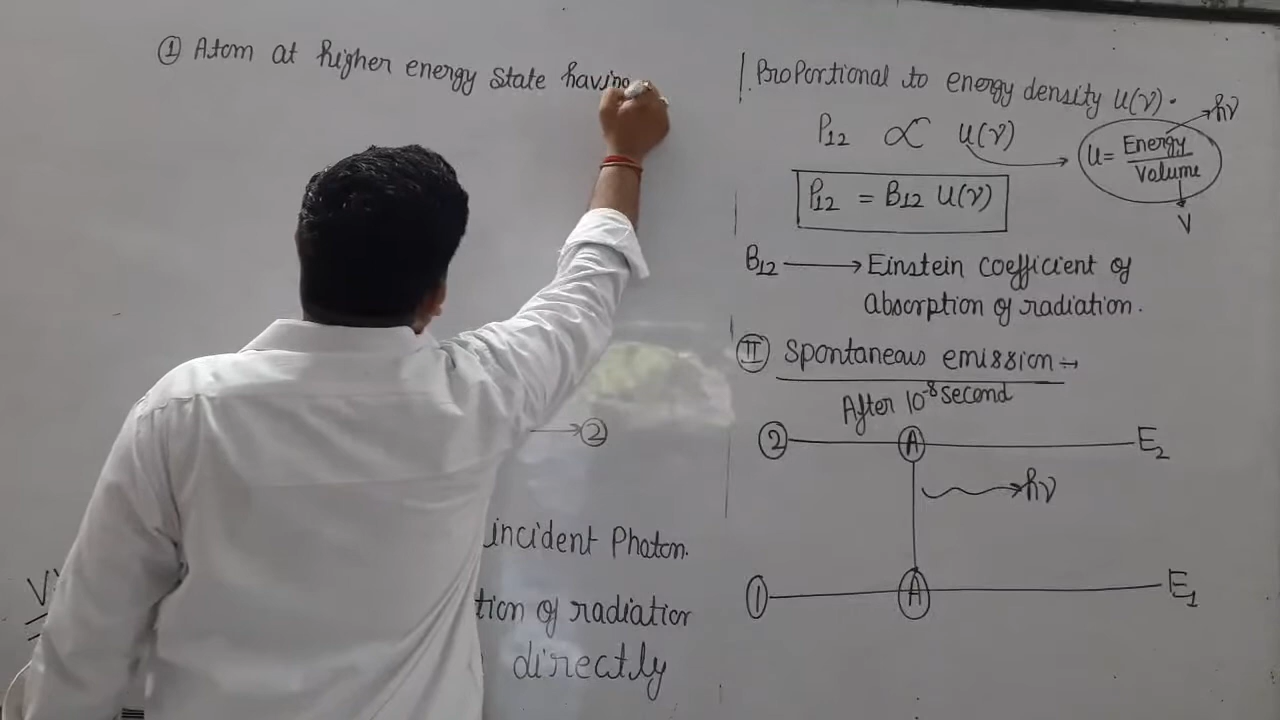 ① Atom at higher energy state having
→②
incident Photon.
tion of radiation
directly
Proportional to energy density u(ν).
P12 ∝ u(ν)
u= Energy/Volume
hν
V
P12 = B12 u(ν)
B12 → Einstein coefficient of
absorption of radiation.
Ⅱ Spontaneous emission :-
After 10⁻⁸ second
② A E2
hν
① A E1